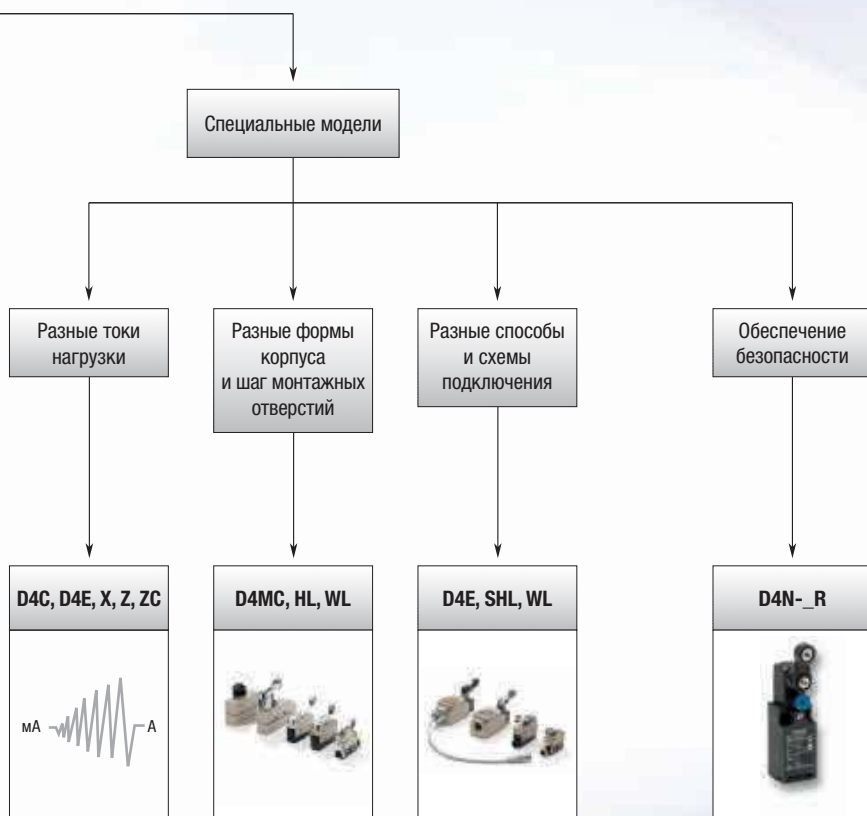 Специальные модели
Разные токи
нагрузки
Разные формы
корпуса
и шаг монтажных
отверстий
Разные способы
и схемы
подключения
Обеспечение
безопасности
D4C, D4E, X, Z, ZC
D4MC, HL, WL
D4E, SHL, WL
D4N-_R
мА
А